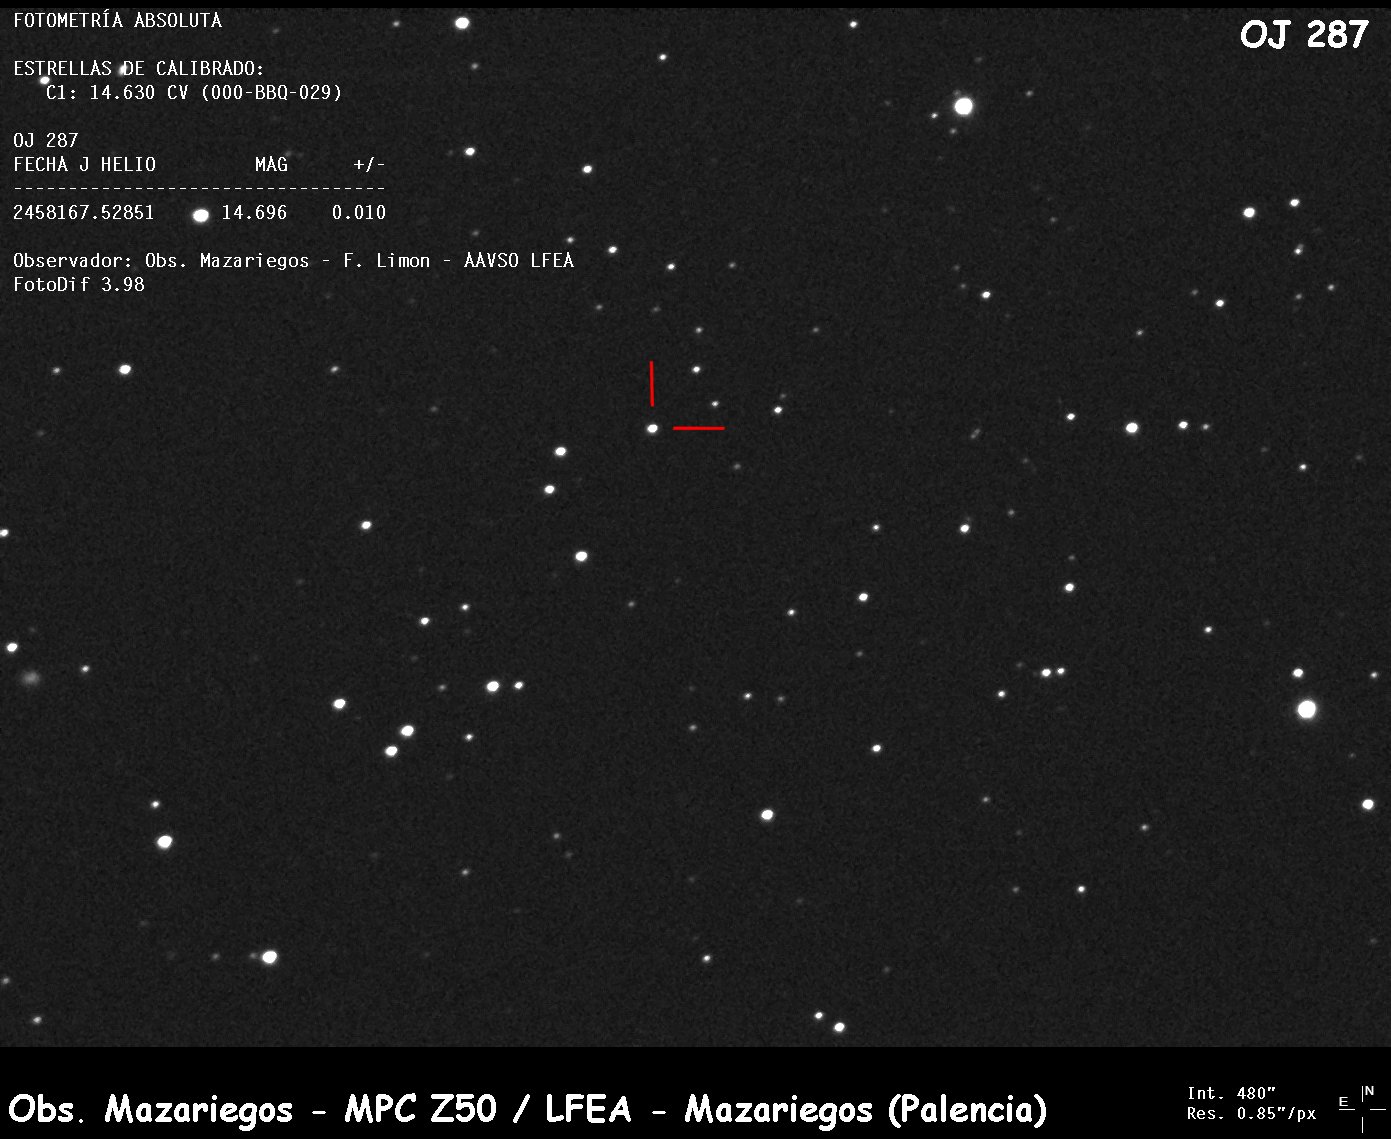 FOTOMETRÍA ABSOLUTA
OJ 287
ESTRELLAS DE CALIBRADO:
C1: 14.630 CV (000-BBQ-029)
OJ 287
FECHA J HELIO MAG +/-
----------------------------------
2458167.52851 14.696 0.010
Observador: Obs. Mazariegos - F. Limon - AAVSO LFEA
FotoDif 3.98
Obs. Mazariegos - MPC Z50 / LFEA - Mazariegos (Palencia)
Int. 480"
Res. 0.85"/px
N
E